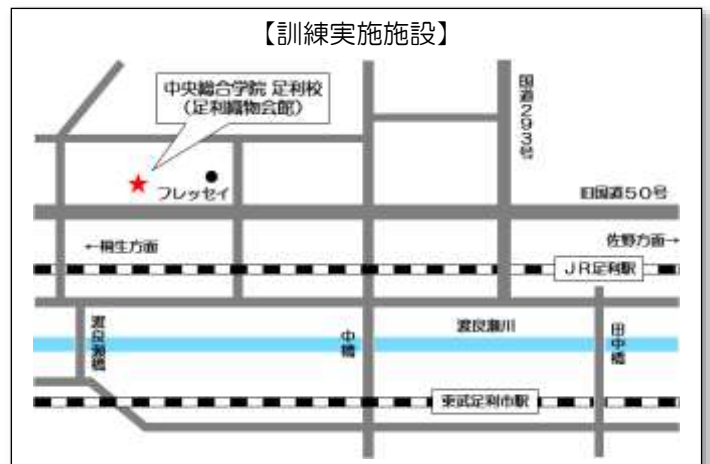 【訓練実施施設】
中央総合学院 足利校
(足利織物会館)
国道293号
フレッセイ
旧国道50号
←桐生方面
佐野方面→
JR足利駅
渡良瀬橋
中橋
渡良瀬川
田中橋
東武足利市駅